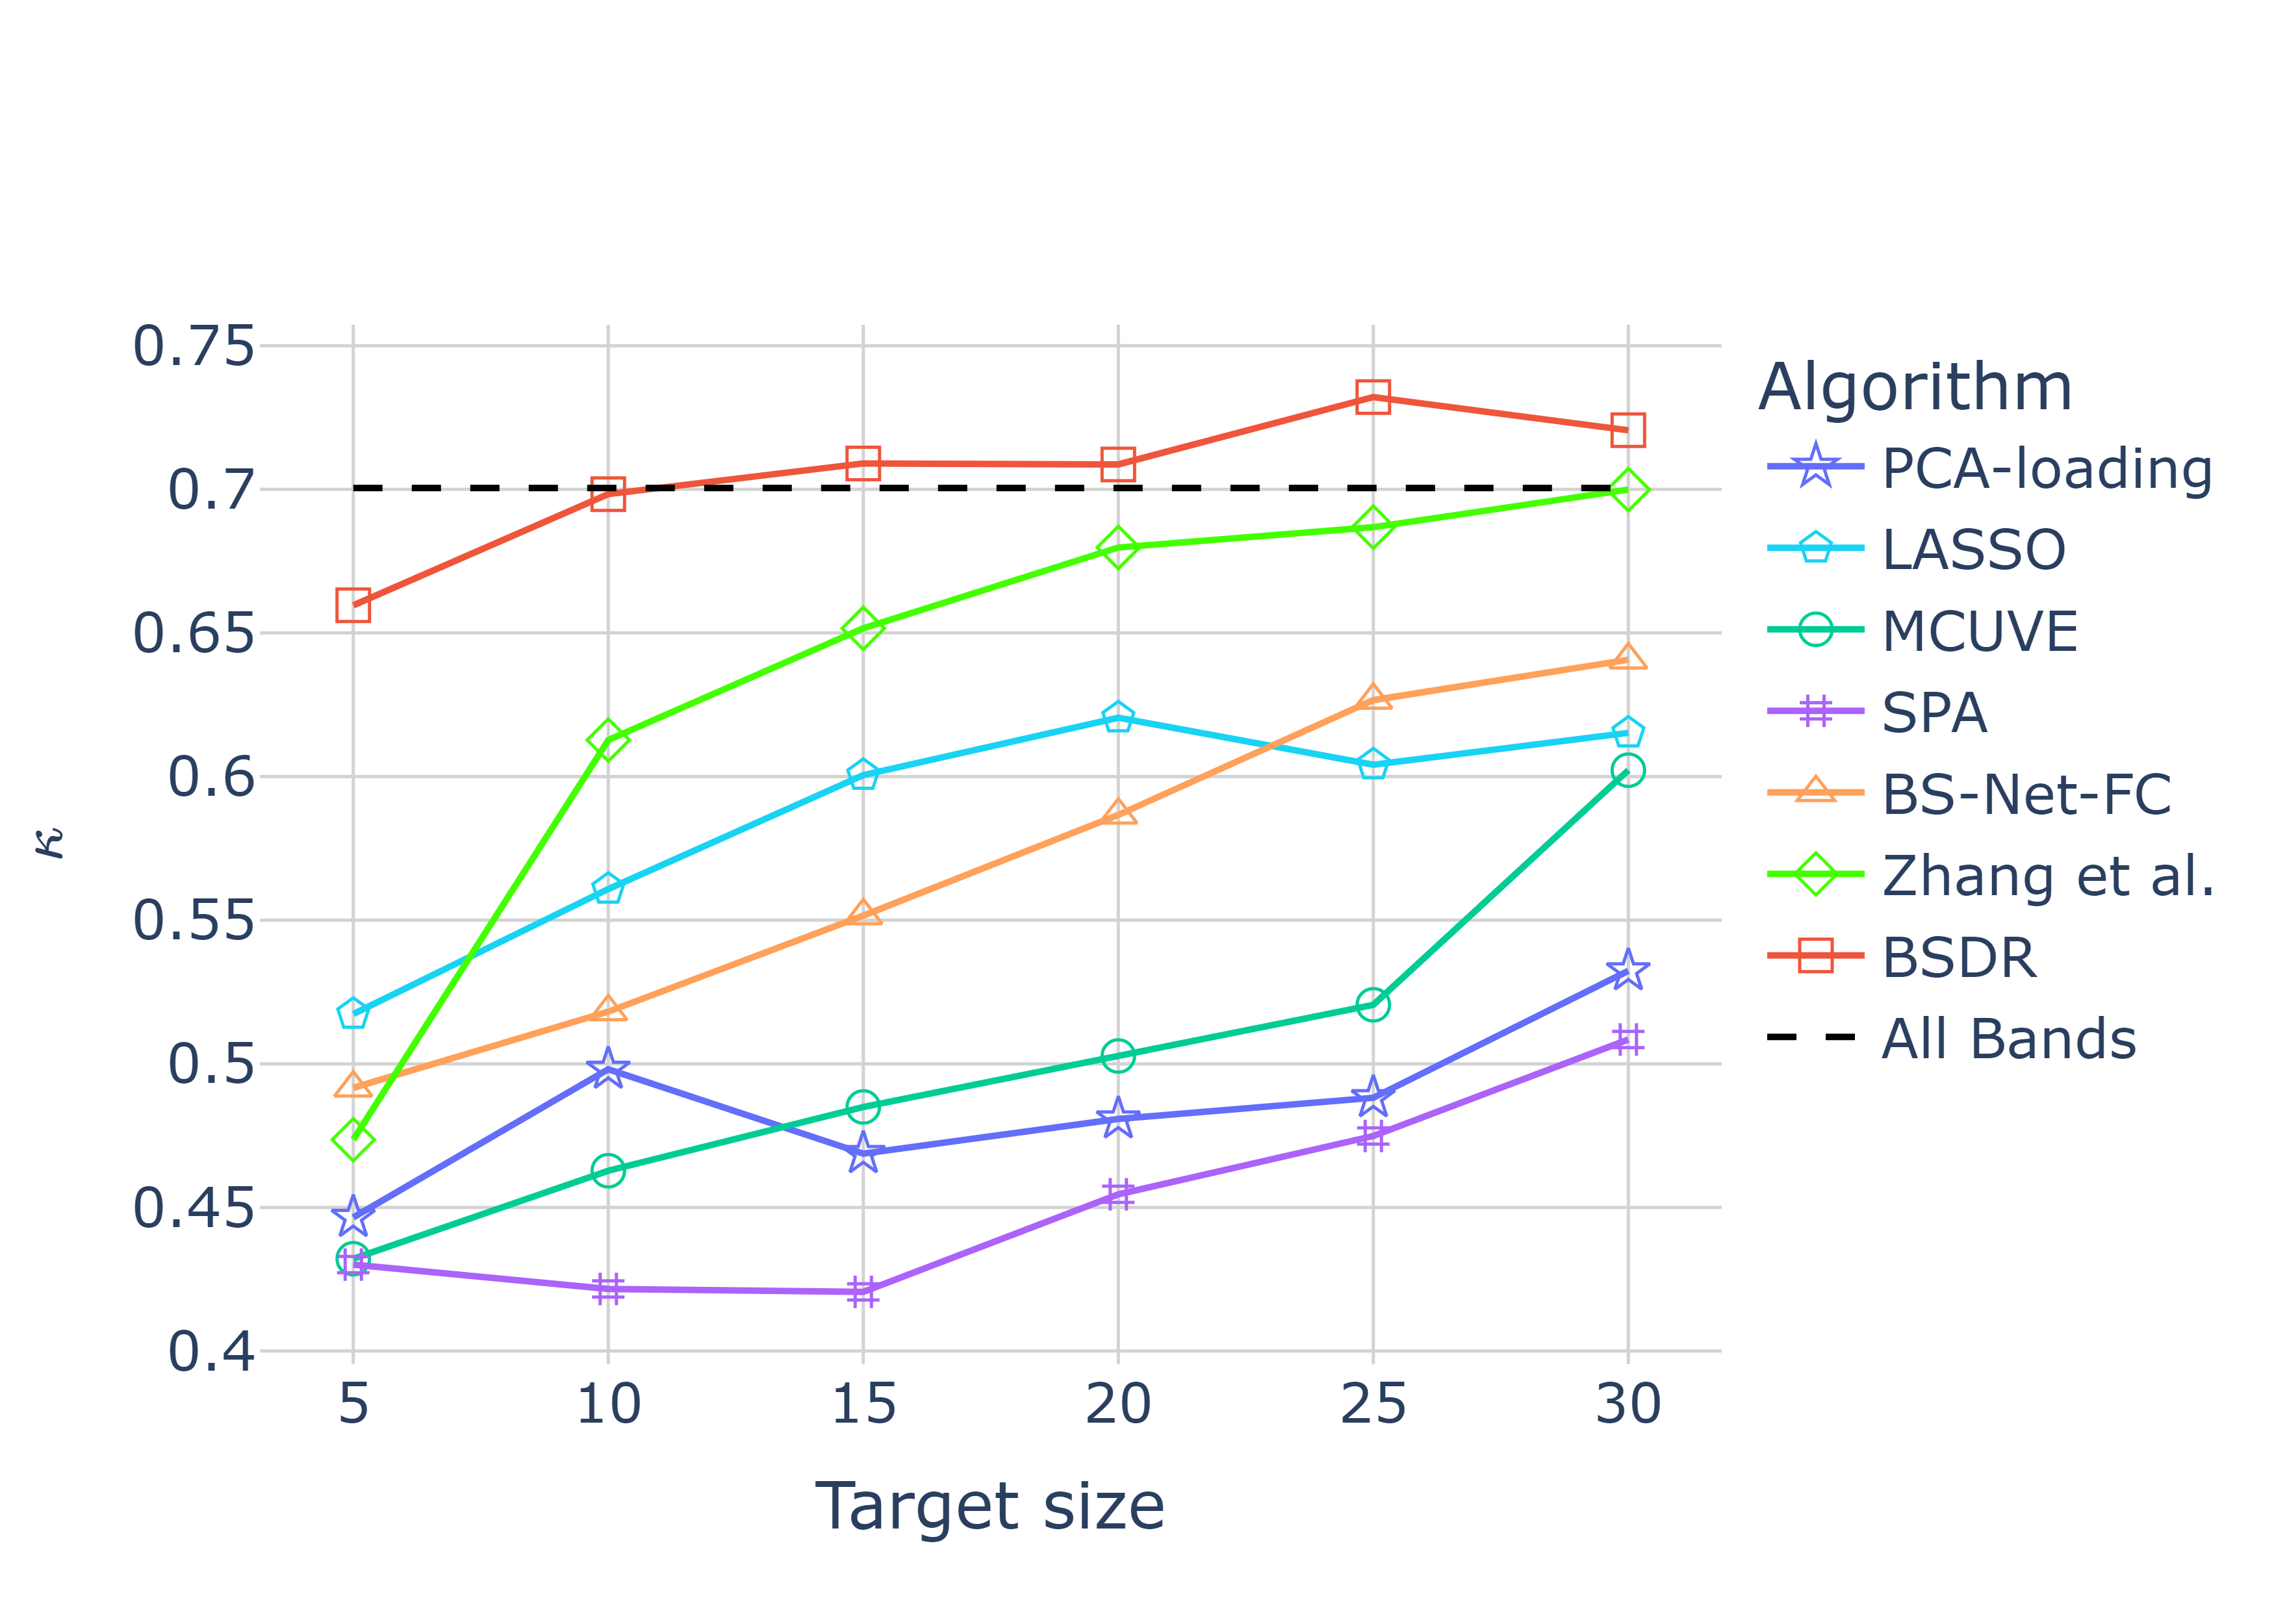 0.75
0.7
0.65
0.6
0.55
0.5
0.45
0.4
κ
5 10 15 20 25 30
Target size
Algorithm
PCA-loading
LASSO
MCUVE
SPA
BS-Net-FC
Zhang et al.
BSDR
All Bands